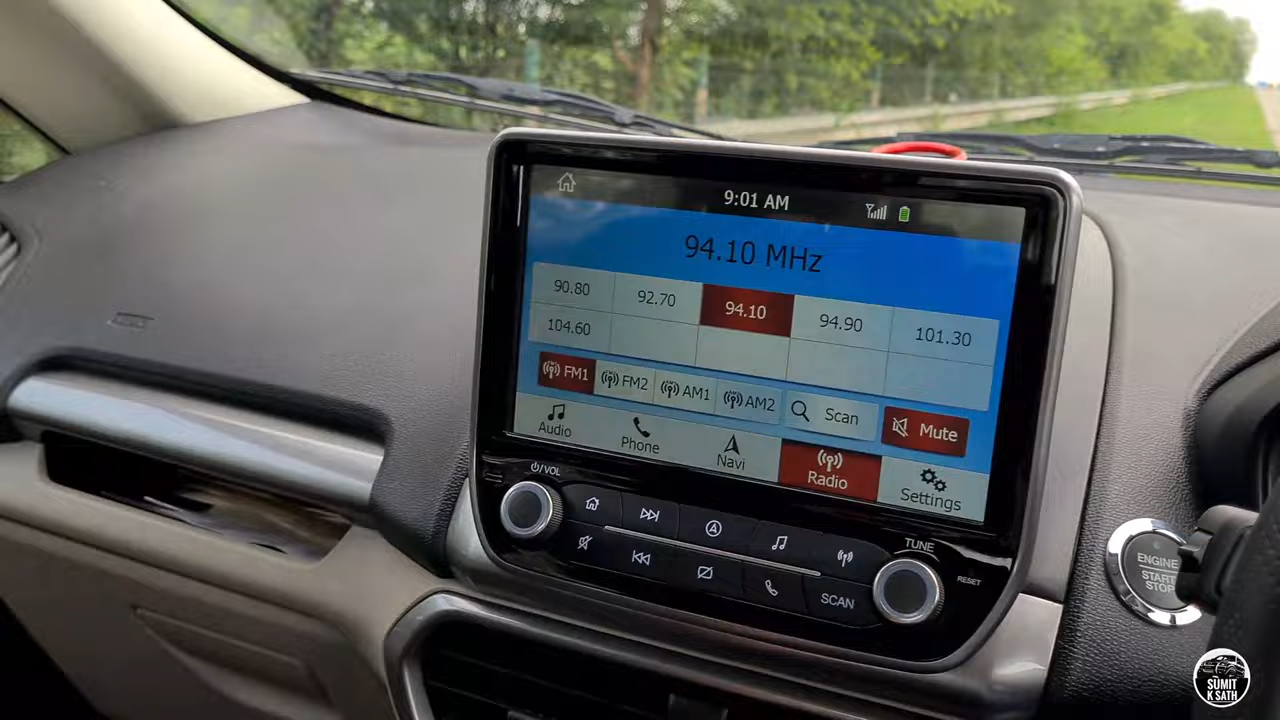 9:01 AM
94.10 MHz
90.80 92.70 94.10 94.90 101.30
104.60
FM1 FM2 AM1 AM2 Scan Mute
Audio Phone Navi Radio Settings
VOL
TUNE
RESET
SCAN
ENGINE
START
STOP
SUMIT
K SATH